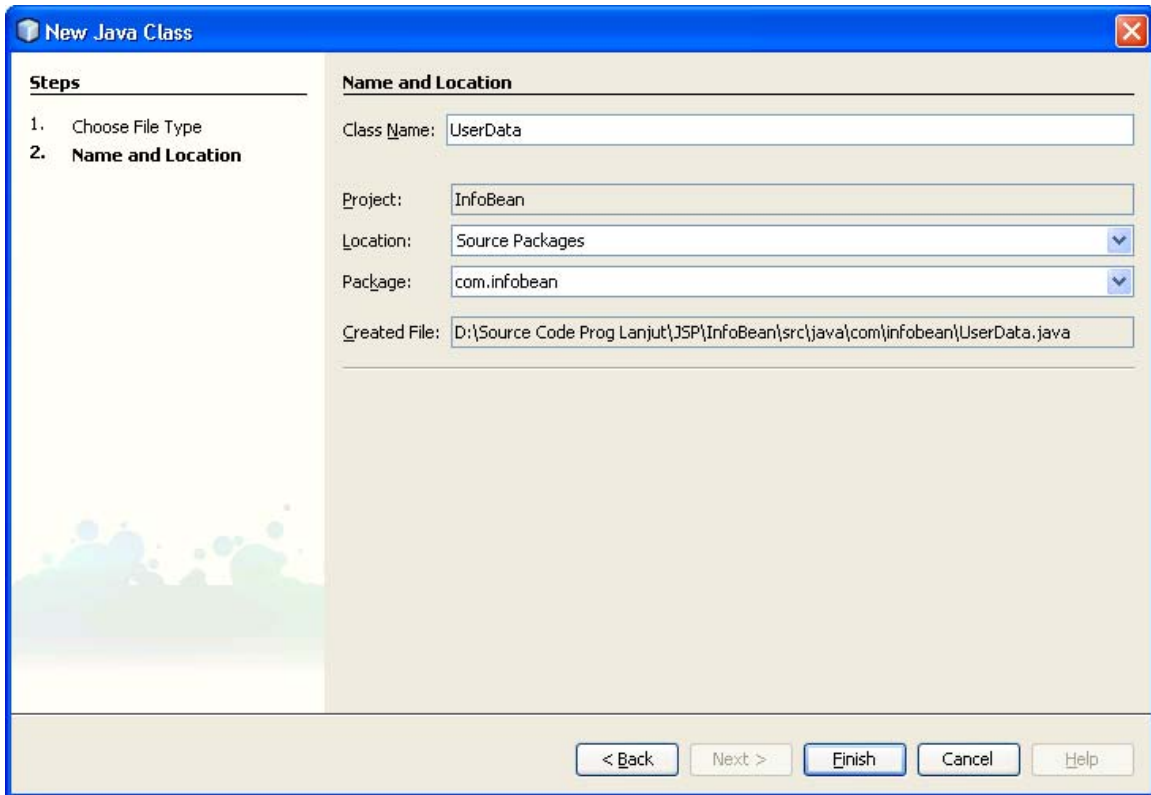 New Java Class
Steps
1. Choose File Type
2. Name and Location
Name and Location
Class Name: UserData
Project: InfoBean
Location: Source Packages
Package: com.infobean
Created File: D:\Source Code Prog Lanjut\JSP\InfoBean\src\java\com\infobean\UserData.java
< Back Next > Finish Cancel Help